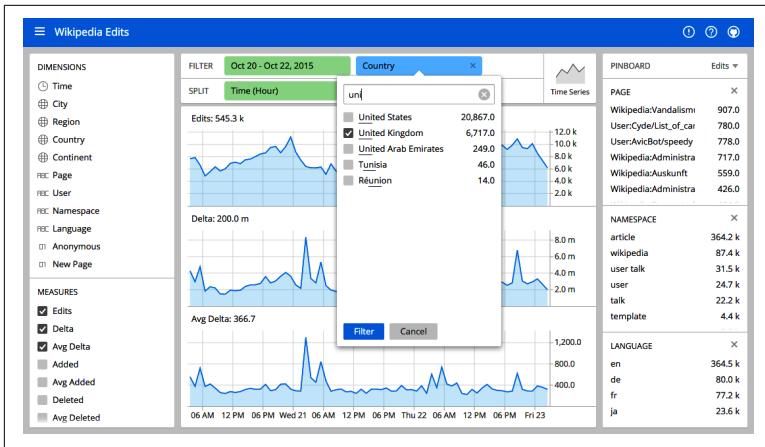 Wikipedia Edits
DIMENSIONS
Time
City
Region
Country
Continent
ABC Page
ABC User
ABC Namespace
ABC Language
Anonymous
New Page
MEASURES
Edits
Delta
Avg Delta
Added
Avg Added
Deleted
Avg Deleted
FILTER Oct 20 - Oct 22, 2015 Country ×
SPLIT Time (Hour)
Time Series
uni
United States 20,867.0
United Kingdom 6,717.0
United Arab Emirates 249.0
Tunisia 46.0
Réunion 14.0
Filter Cancel
Edits: 545.3 k
12.0 k
10.0 k
8.0 k
6.0 k
4.0 k
2.0 k
Delta: 200.0 m
8.0 m
6.0 m
4.0 m
2.0 m
Avg Delta: 366.7
1,200.0
800.0
400.0
06 AM 12 PM 06 PM Wed 21 06 AM 12 PM 06 PM Thu 22 06 AM 12 PM 06 PM Fri 23
PINBOARD Edits
PAGE ×
Wikipedia:Vandalism 907.0
User:Cyde/List_of_car 780.0
User:AvicBot/speedy 778.0
Wikipedia:Administra 717.0
Wikipedia:Auskunft 559.0
Wikipedia:Administra 426.0
NAMESPACE ×
article 364.2 k
wikipedia 87.4 k
user talk 31.5 k
user 24.7 k
talk 22.2 k
template 4.4 k
LANGUAGE ×
en 364.5 k
de 80.0 k
fr 77.2 k
ja 23.6 k